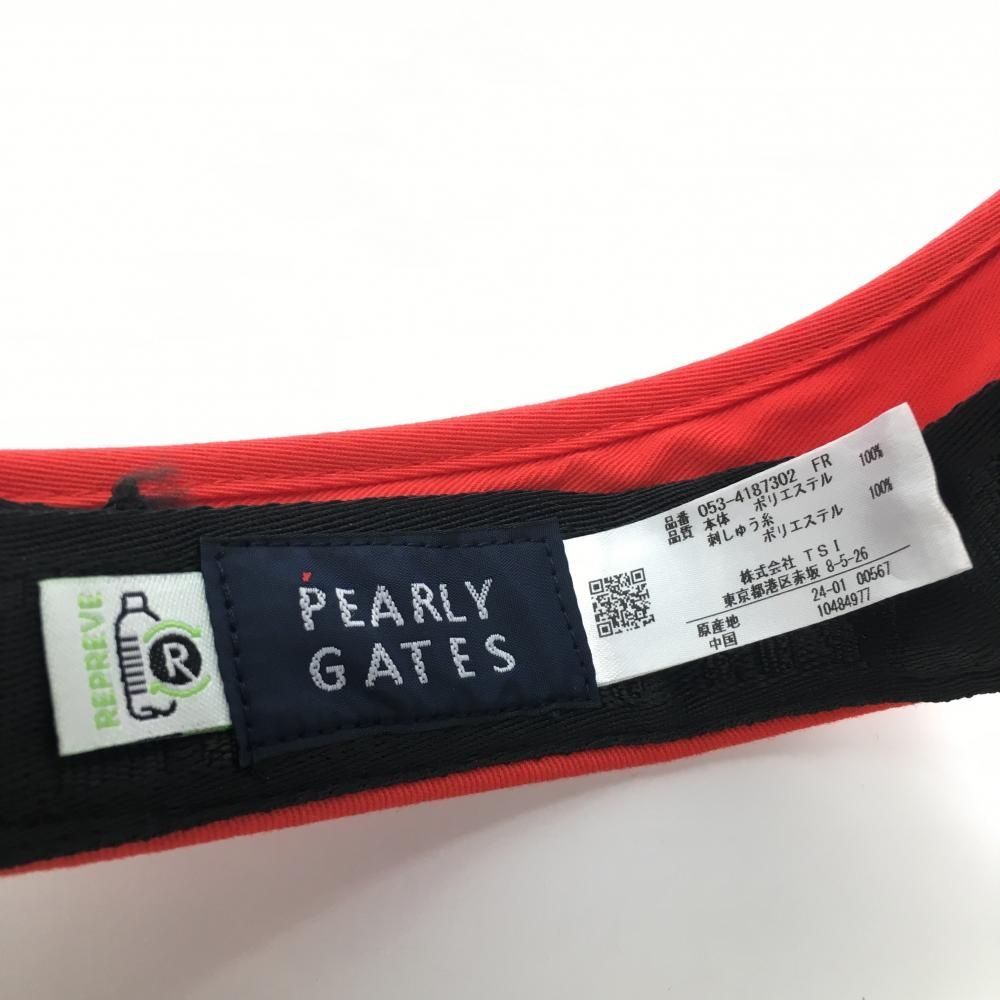 REPREVE
R
PEARLY
GATES
品番 053-4187302 FR
品質 本体 ポリエステル 100%
刺しゅう糸
ポリエステル 100%
株式会社 TSI
東京都港区赤坂 8-5-26
24-01 00567
10484977
原産地
中国